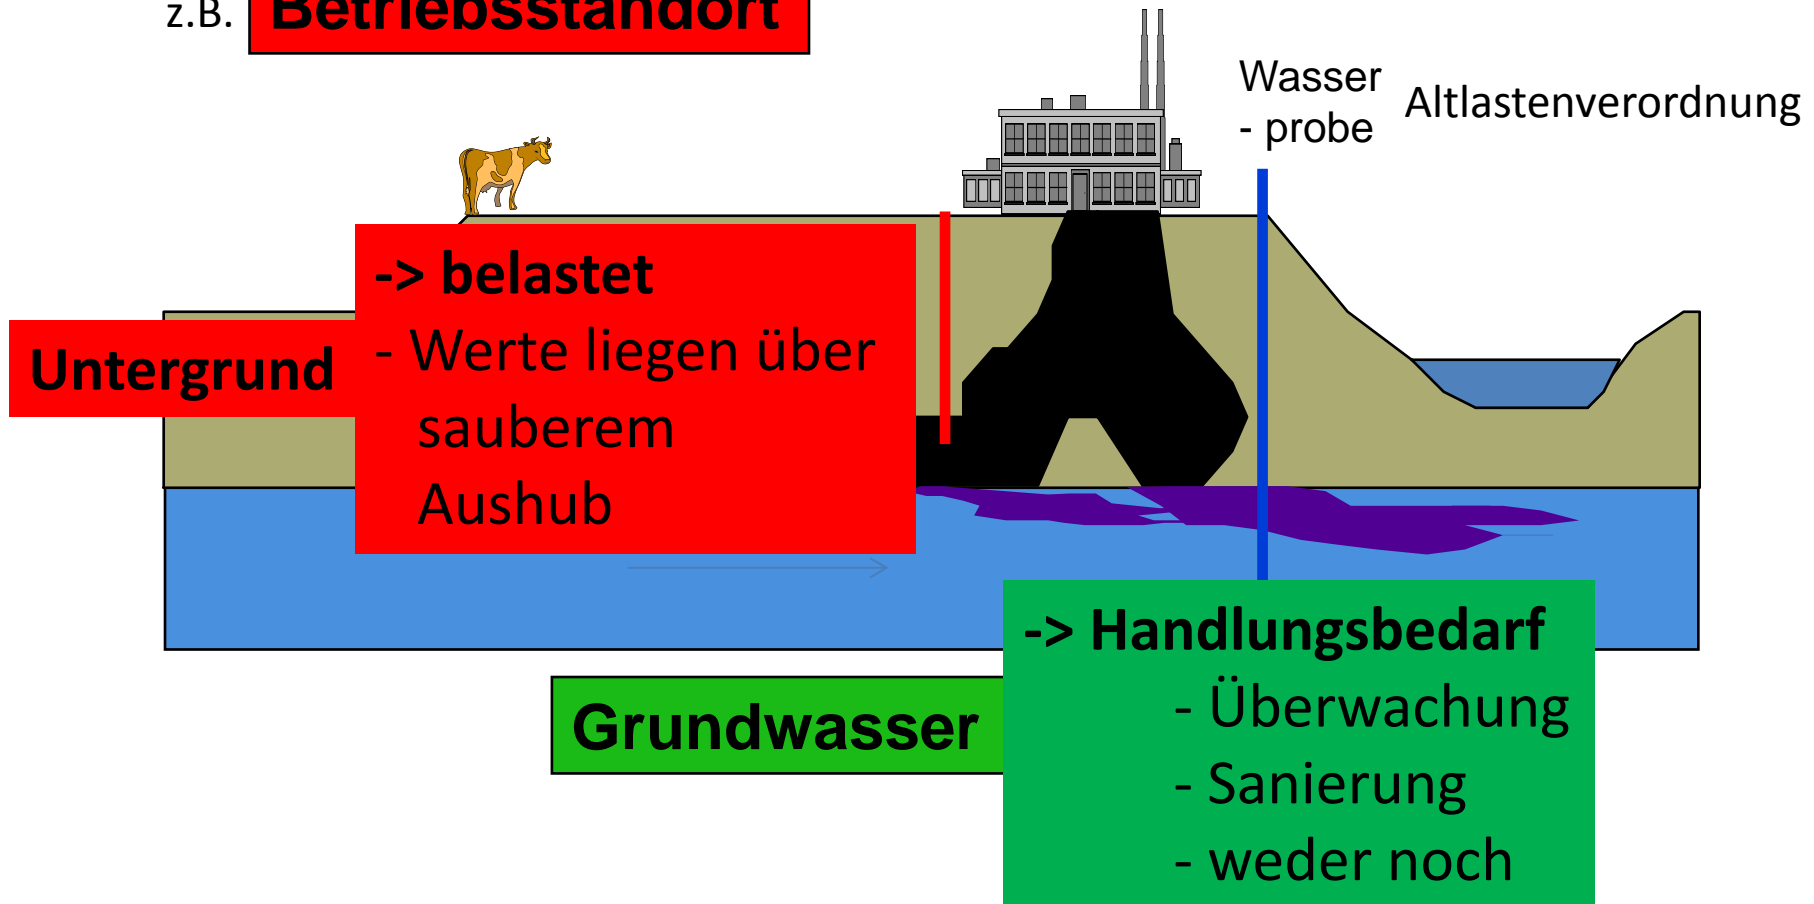 z.B. Betriebsstandort
Wasser
- probe
Altlastenverordnung
-> belastet
- Werte liegen über
sauberem
Aushub
Untergrund
-> Handlungsbedarf
- Überwachung
- Sanierung
- weder noch
Grundwasser